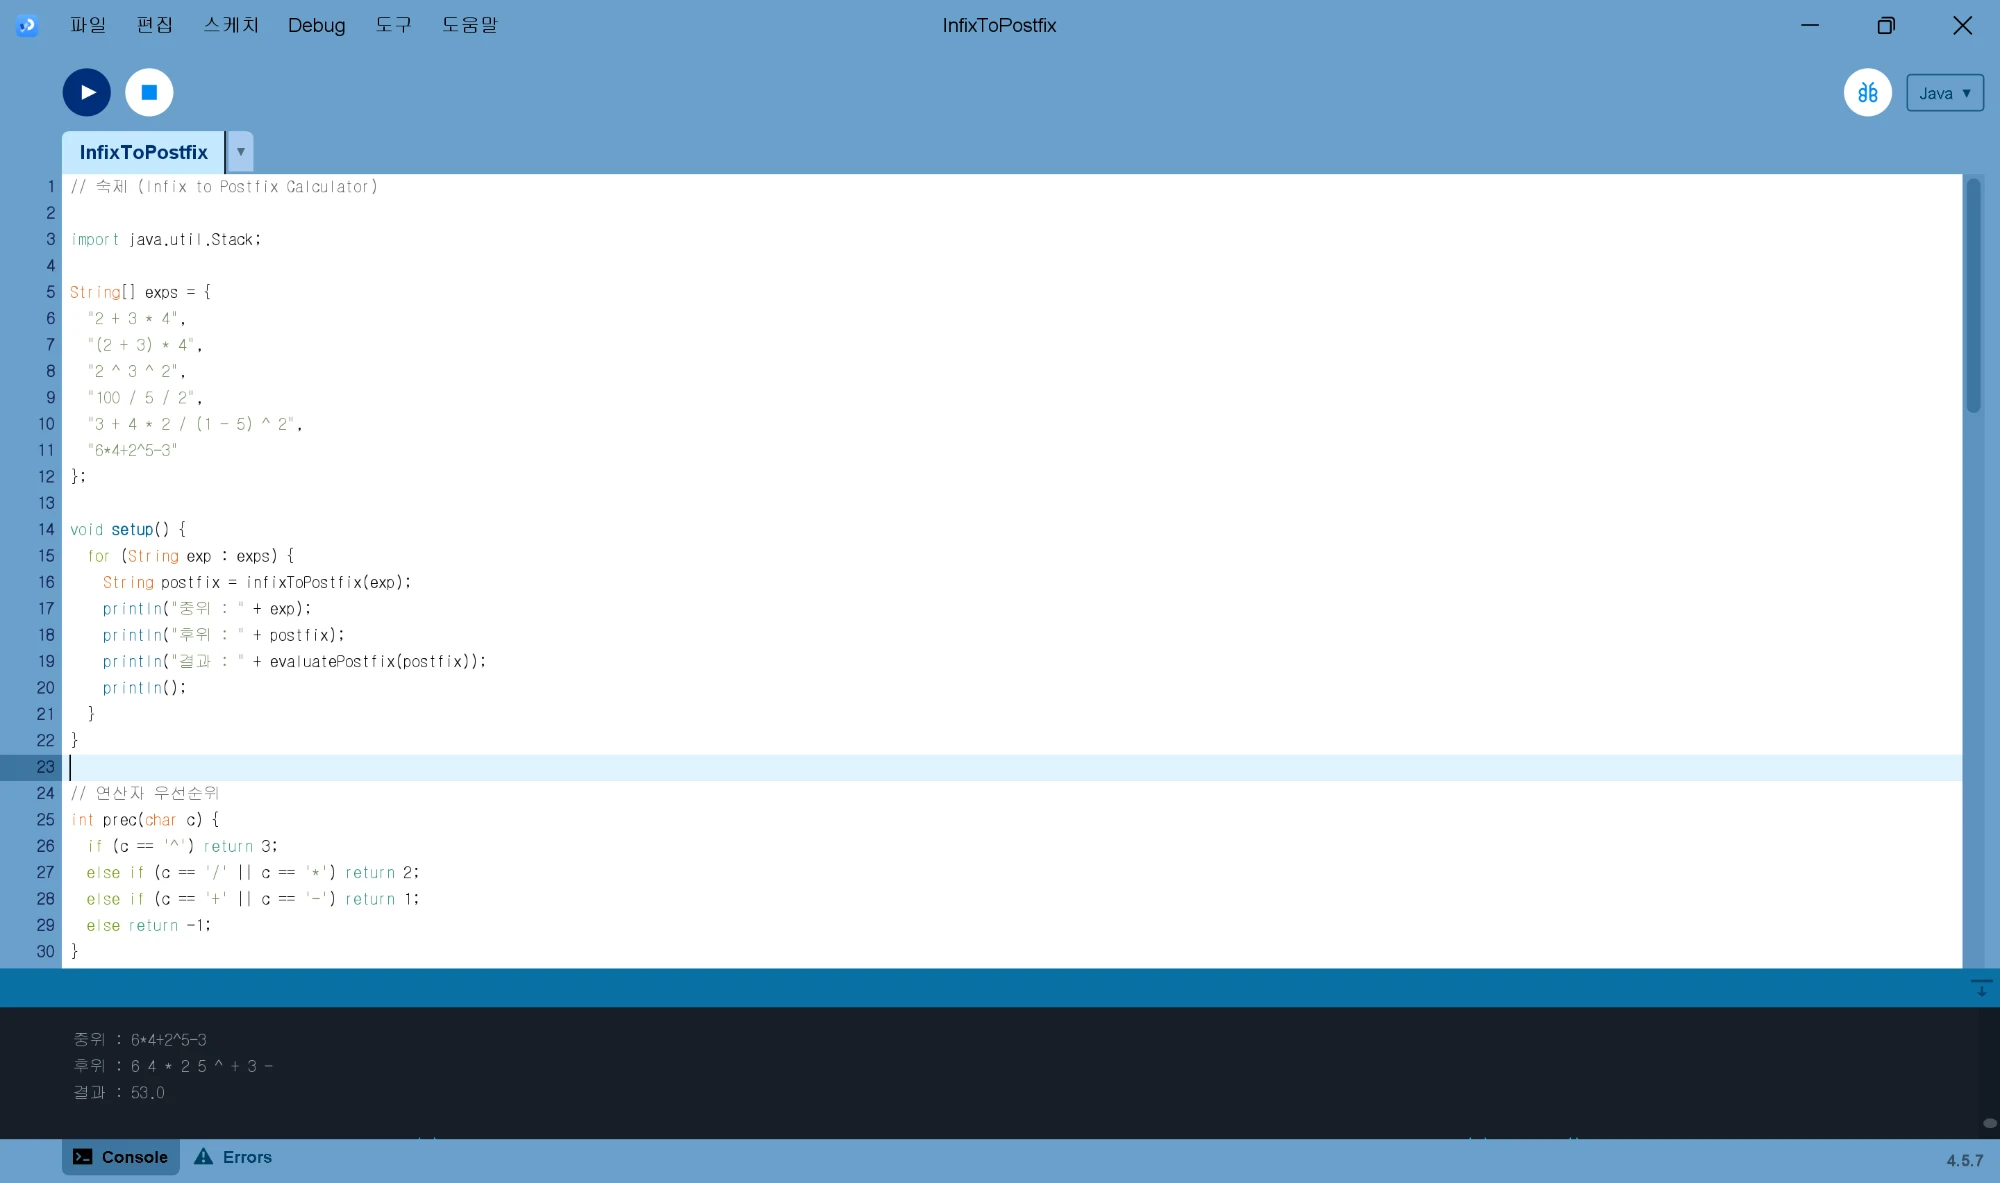 파일 편집 스케치 Debug 도구 도움말 InfixToPostfix
Java ▼
InfixToPostfix ▼
1 // 숙제 (Infix to Postfix Calculator)
2
3 import java.util.Stack;
4
5 String[] exps = {
6 "2 + 3 * 4",
7 "(2 + 3) * 4",
8 "2 ^ 3 ^ 2",
9 "100 / 5 / 2",
10 "3 + 4 * 2 / (1 - 5) ^ 2",
11 "6*4+2^5-3"
12 };
13
14 void setup() {
15 for (String exp : exps) {
16 String postfix = infixToPostfix(exp);
17 println("중위 : " + exp);
18 println("후위 : " + postfix);
19 println("결과 : " + evaluatePostfix(postfix));
20 println();
21 }
22 }
23
24 // 연산자 우선순위
25 int prec(char c) {
26 if (c == '^') return 3;
27 else if (c == '/' || c == '*') return 2;
28 else if (c == '+' || c == '-') return 1;
29 else return -1;
30 }
중위 : 6*4+2^5-3
후위 : 6 4 * 2 5 ^ + 3 -
결과 : 53.0
Console Errors
4.5.7